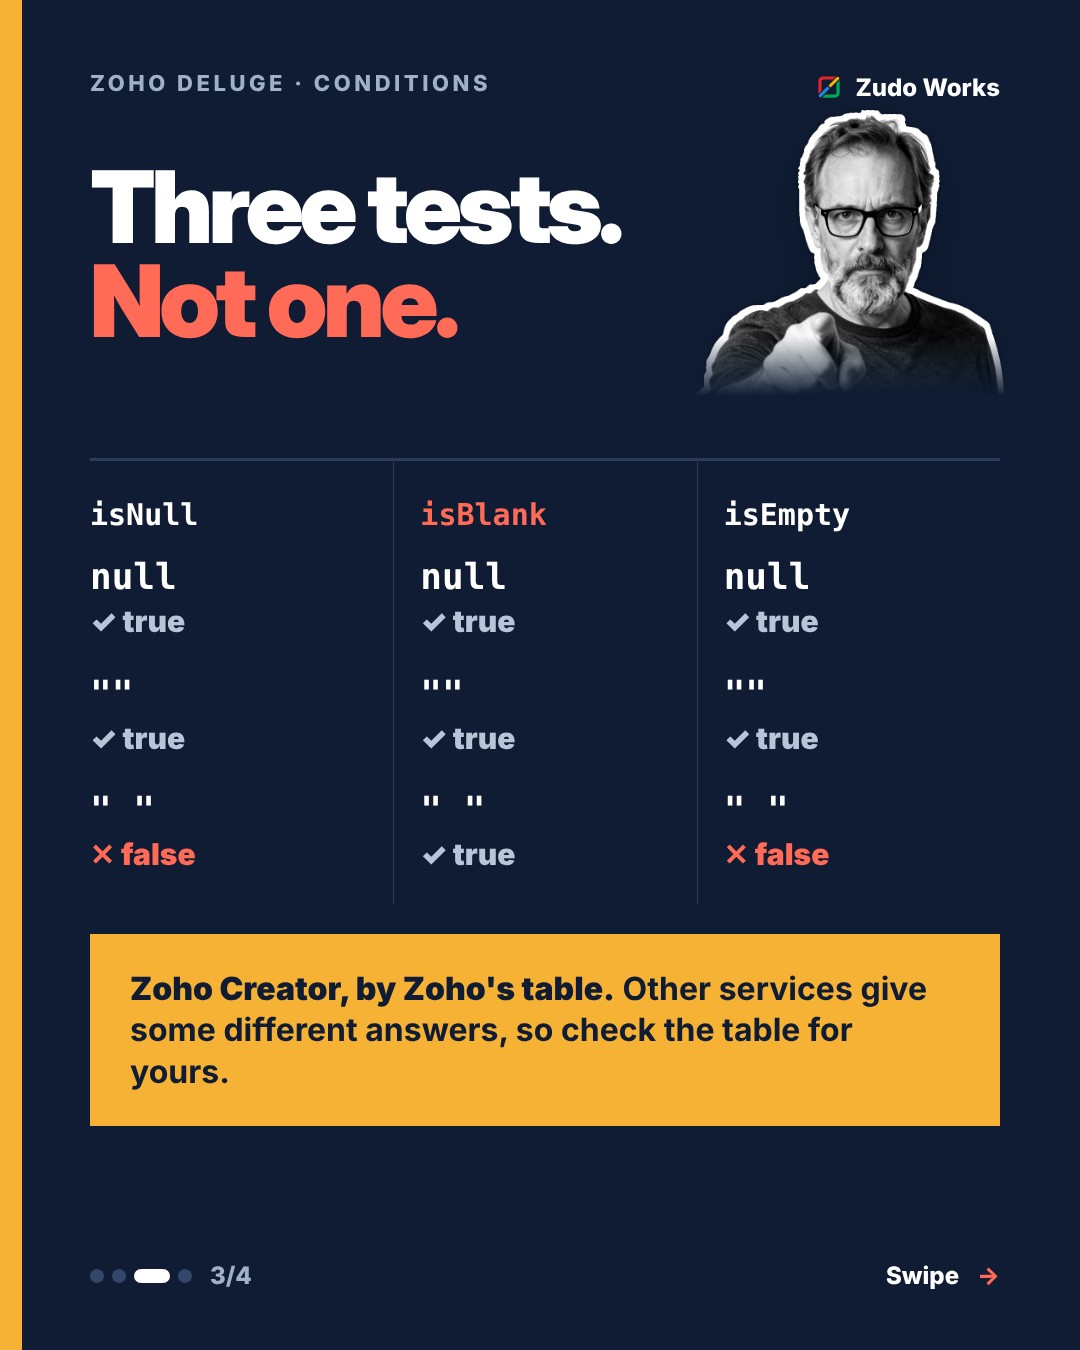 ZOHO DELUGE · CONDITIONS
Zudo Works
Three tests.
Not one.
isNull
null
✓ true
""
✓ true
" "
✕ false
isBlank
null
✓ true
""
✓ true
" "
✓ true
isEmpty
null
✓ true
""
✓ true
" "
✕ false
Zoho Creator, by Zoho's table. Other services give
some different answers, so check the table for
yours.
3/4
Swipe →